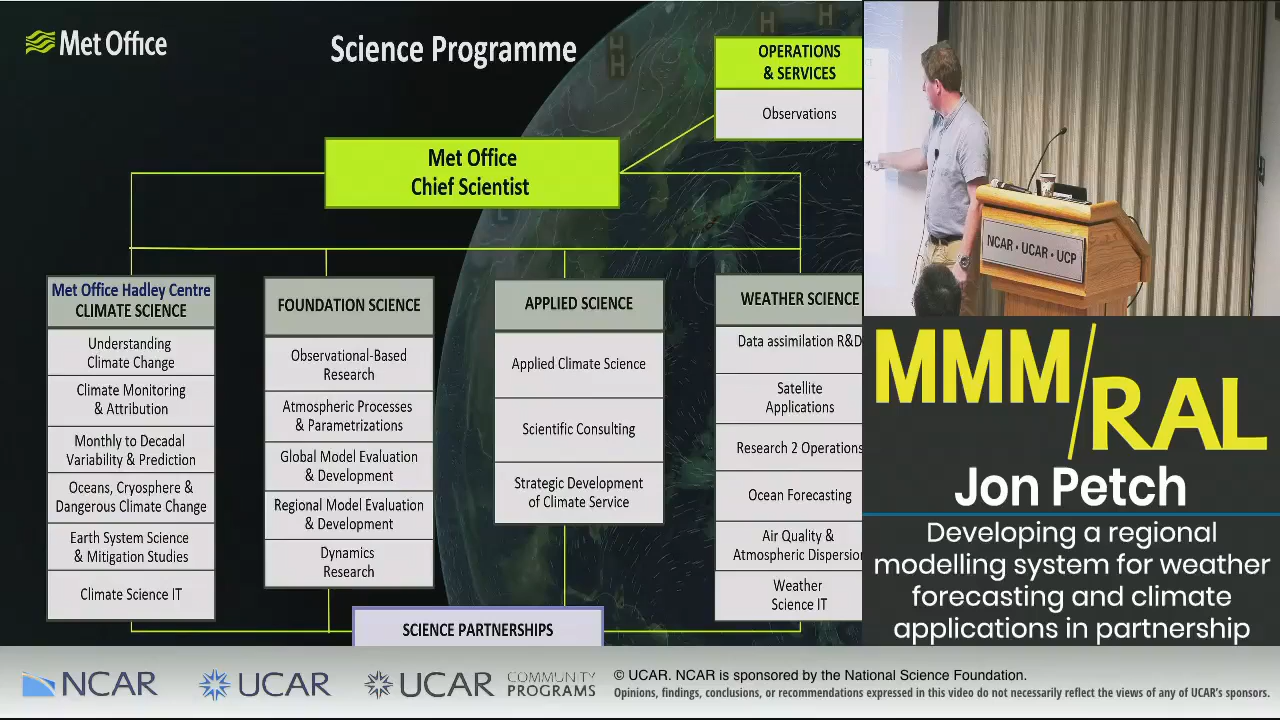 Met Office
Science Programme
OPERATIONS
& SERVICES
Observations
Met Office
Chief Scientist
Met Office Hadley Centre
CLIMATE SCIENCE
Understanding
Climate Change
Climate Monitoring
& Attribution
Monthly to Decadal
Variability & Prediction
Oceans, Cryosphere &
Dangerous Climate Change
Earth System Science
& Mitigation Studies
Climate Science IT
FOUNDATION SCIENCE
Observational-Based
Research
Atmospheric Processes
& Parametrizations
Global Model Evaluation
& Development
Regional Model Evaluation
& Development
Dynamics
Research
APPLIED SCIENCE
Applied Climate Science
Scientific Consulting
Strategic Development
of Climate Service
WEATHER SCIENCE
Data assimilation R&D
Satellite
Applications
Research 2 Operations
Ocean Forecasting
Air Quality &
Atmospheric Dispersion
Weather
Science IT
SCIENCE PARTNERSHIPS
H
H
H
H
L
NCAR • UCAR • UCP
MMM/RAL
Jon Petch
Developing a regional
modelling system for weather
forecasting and climate
applications in partnership
NCAR
UCAR
UCAR
COMMUNITY
PROGRAMS
© UCAR. NCAR is sponsored by the National Science Foundation.
Opinions, findings, conclusions, or recommendations expressed in this video do not necessarily reflect the views of any of UCAR's sponsors.